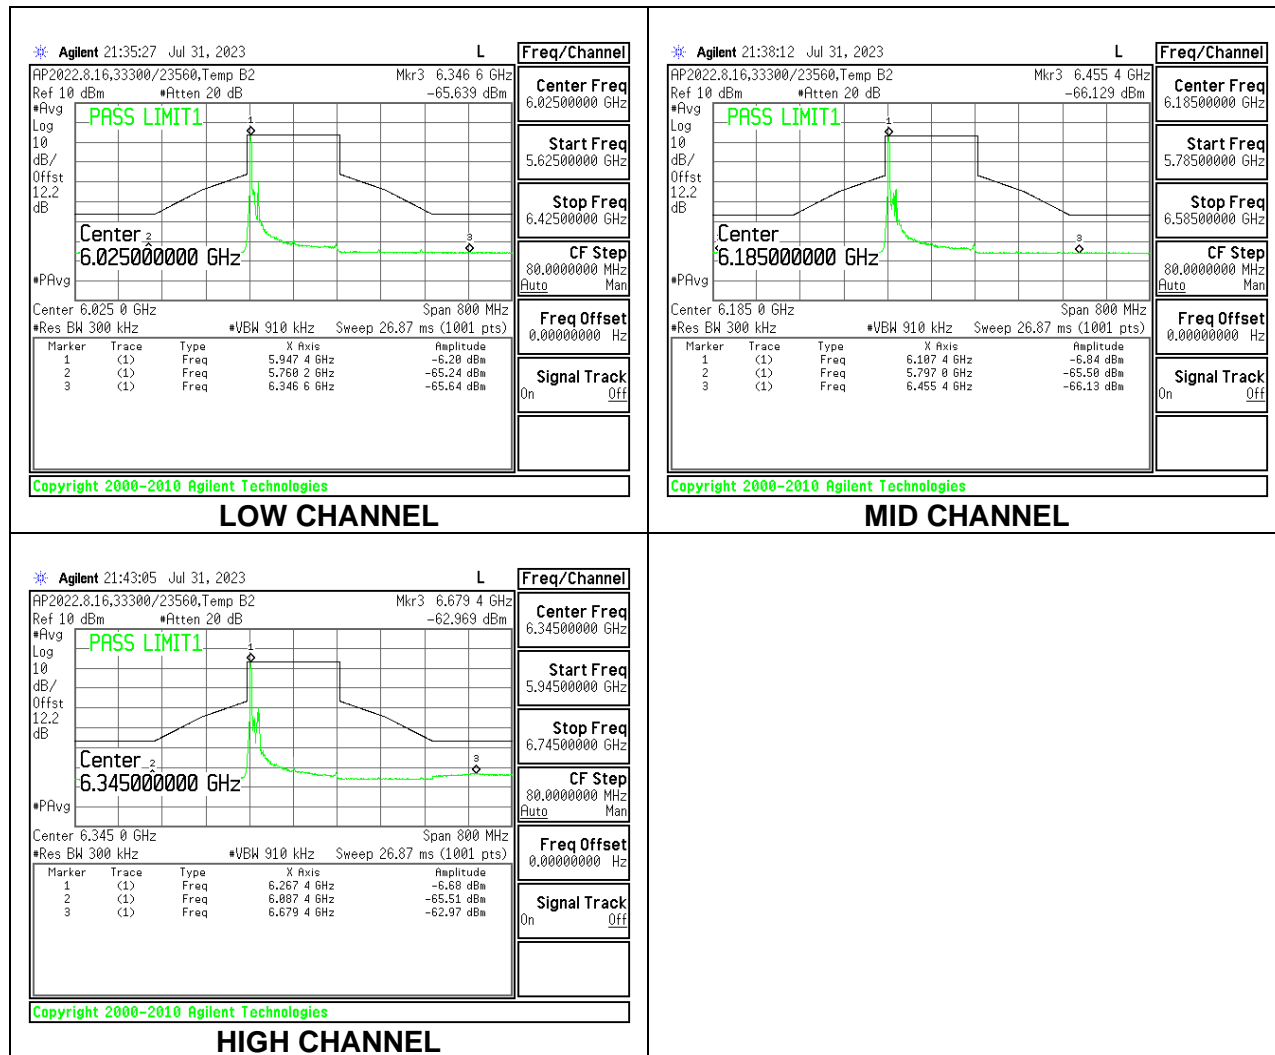 Agilent 21:35:27 Jul 31, 2023 L
Freq/Channel
AP2022.8.16,33300/23560,Temp B2 Mkr3 6.346 6 GHz
Ref 10 dBm #Atten 20 dB -65.639 dBm
#Avg
Log
10
dB/
Offst
12.2
dB
#PAvg
PASS LIMIT1
1
2
3
Center
6.025000000 GHz
Center 6.025 0 GHz Span 800 MHz
#Res BW 300 kHz #VBW 910 kHz Sweep 26.87 ms (1001 pts)
Marker Trace Type X Axis Amplitude
1 (1) Freq 5.947 4 GHz -6.20 dBm
2 (1) Freq 5.760 2 GHz -65.24 dBm
3 (1) Freq 6.346 6 GHz -65.64 dBm
Center Freq
6.02500000 GHz
Start Freq
5.62500000 GHz
Stop Freq
6.42500000 GHz
CF Step
80.0000000 MHz
Auto Man
Freq Offset
0.00000000 Hz
Signal Track
On Off
Copyright 2000-2010 Agilent Technologies
LOW CHANNEL
Agilent 21:38:12 Jul 31, 2023 L
Freq/Channel
AP2022.8.16,33300/23560,Temp B2 Mkr3 6.455 4 GHz
Ref 10 dBm #Atten 20 dB -66.129 dBm
#Avg
Log
10
dB/
Offst
12.2
dB
#PAvg
PASS LIMIT1
1
3
Center
6.185000000 GHz
Center 6.185 0 GHz Span 800 MHz
#Res BW 300 kHz #VBW 910 kHz Sweep 26.87 ms (1001 pts)
Marker Trace Type X Axis Amplitude
1 (1) Freq 6.107 4 GHz -6.84 dBm
2 (1) Freq 5.797 0 GHz -65.50 dBm
3 (1) Freq 6.455 4 GHz -66.13 dBm
Center Freq
6.18500000 GHz
Start Freq
5.78500000 GHz
Stop Freq
6.58500000 GHz
CF Step
80.0000000 MHz
Auto Man
Freq Offset
0.00000000 Hz
Signal Track
On Off
Copyright 2000-2010 Agilent Technologies
MID CHANNEL
Agilent 21:43:05 Jul 31, 2023 L
Freq/Channel
AP2022.8.16,33300/23560,Temp B2 Mkr3 6.679 4 GHz
Ref 10 dBm #Atten 20 dB -62.969 dBm
#Avg
Log
10
dB/
Offst
12.2
dB
#PAvg
PASS LIMIT1
1
2
3
Center
6.345000000 GHz
Center 6.345 0 GHz Span 800 MHz
#Res BW 300 kHz #VBW 910 kHz Sweep 26.87 ms (1001 pts)
Marker Trace Type X Axis Amplitude
1 (1) Freq 6.267 4 GHz -6.68 dBm
2 (1) Freq 6.087 4 GHz -65.51 dBm
3 (1) Freq 6.679 4 GHz -62.97 dBm
Center Freq
6.34500000 GHz
Start Freq
5.94500000 GHz
Stop Freq
6.74500000 GHz
CF Step
80.0000000 MHz
Auto Man
Freq Offset
0.00000000 Hz
Signal Track
On Off
Copyright 2000-2010 Agilent Technologies
HIGH CHANNEL